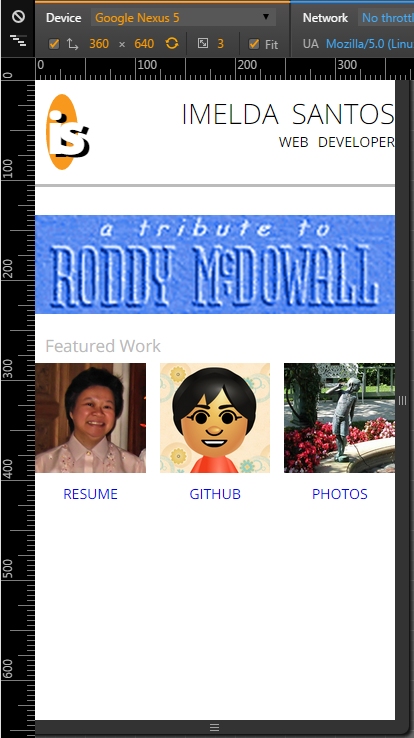 Device Google Nexus 5 ▼ Network No thrott
360 × 640 3 Fit UA Mozilla/5.0 (Linu
0 100 200 300
0
100
200
300
400
500
600
is
IMELDA SANTOS
WEB DEVELOPER
a tribute to
RODDY McDOWALL
Featured Work
RESUME GITHUB PHOTOS